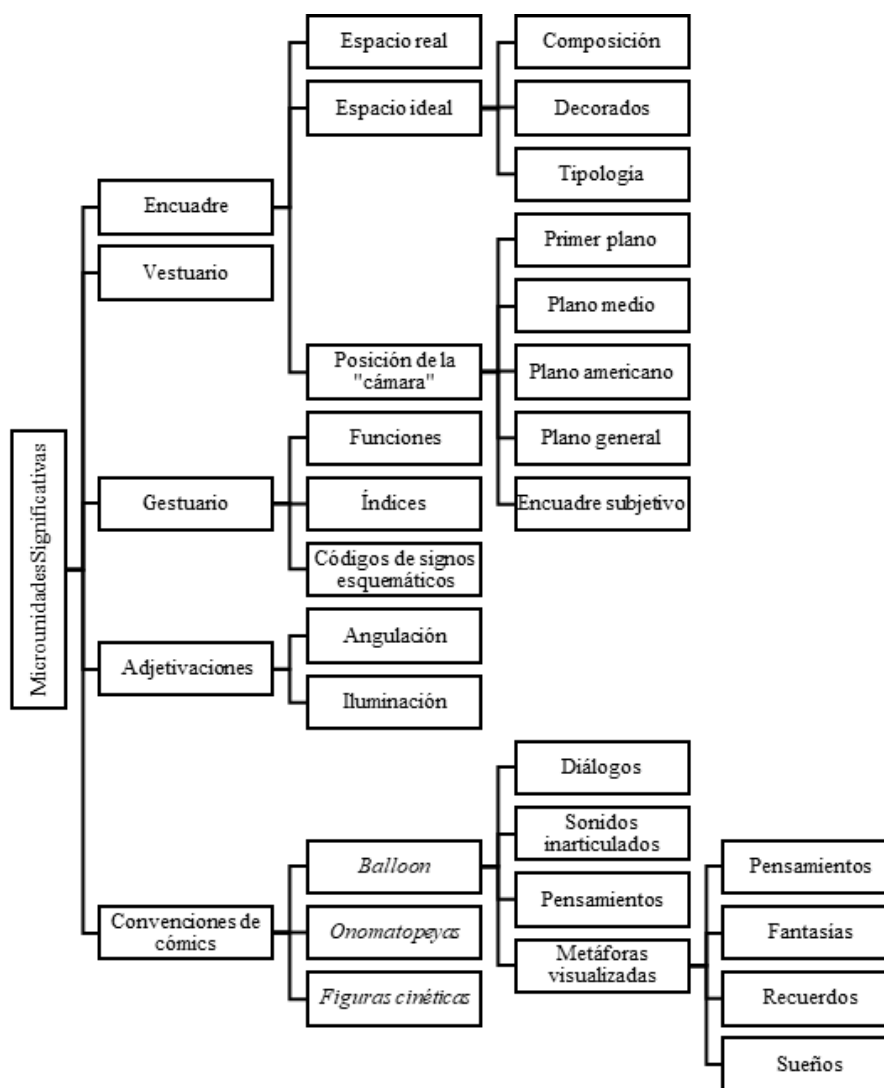 Microunidades Significativas
Encuadre
Espacio real
Espacio ideal
Composición
Decorados
Tipología
Posición de la
"cámara"
Primer plano
Plano medio
Plano americano
Plano general
Encuadre subjetivo
Vestuario
Gestuario
Funciones
Índices
Códigos de signos
esquemáticos
Adjetivaciones
Angulación
Iluminación
Convenciones de
cómics
Balloon
Diálogos
Sonidos
inarticulados
Pensamientos
Metáforas
visualizadas
Pensamientos
Fantasías
Recuerdos
Sueños
Onomatopeyas
Figuras cinéticas